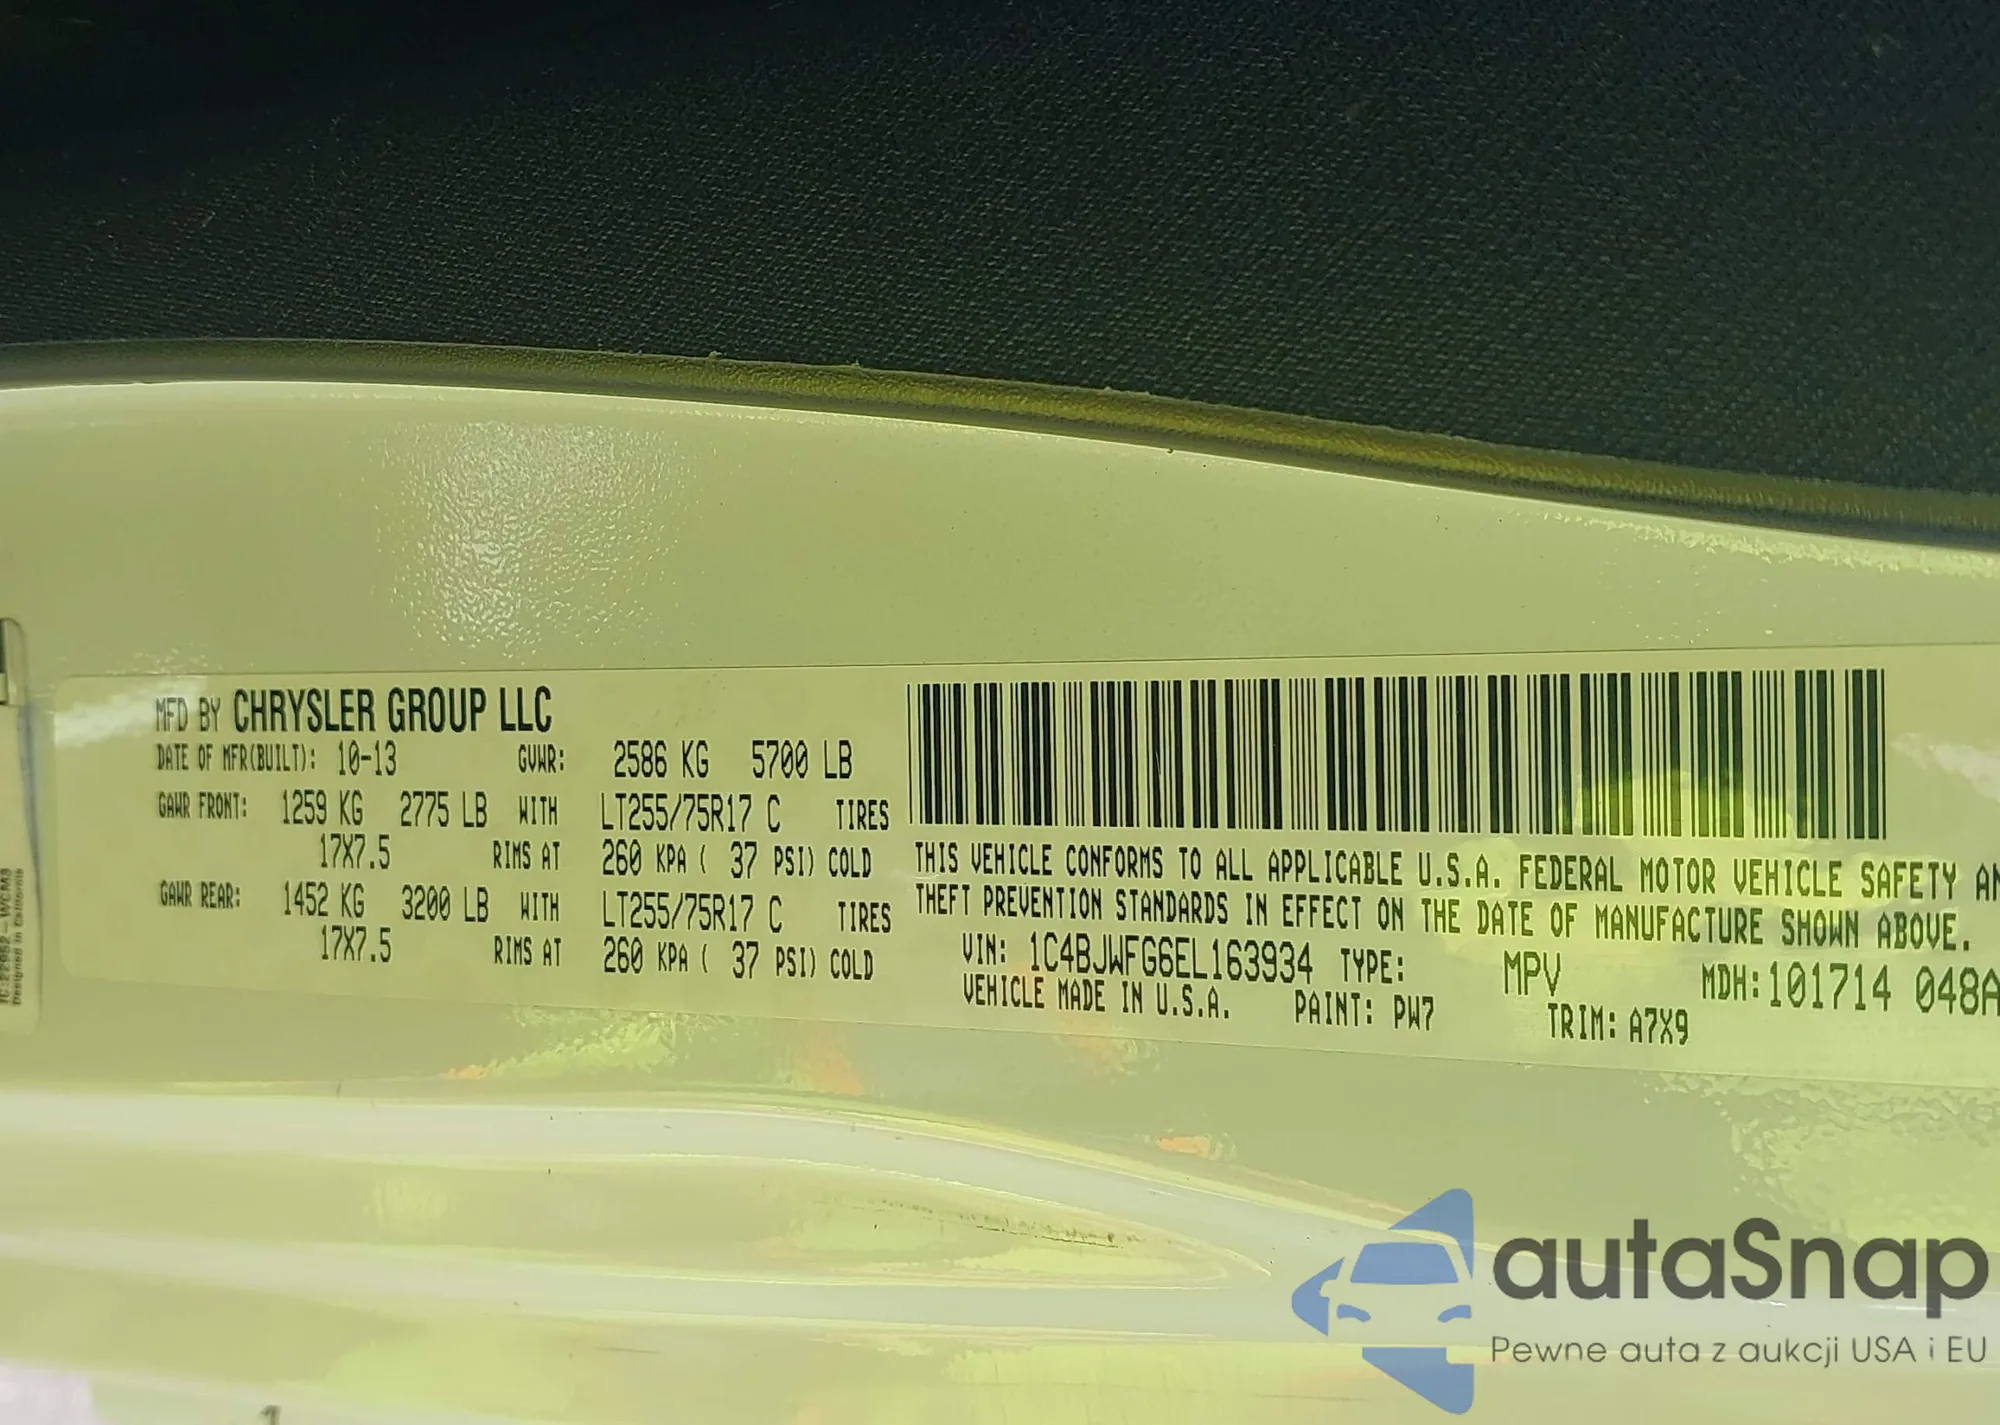 MFD BY CHRYSLER GROUP LLC
DATE OF MFR(BUILT): 10-13 GVWR: 2586 KG 5700 LB
GAWR FRONT: 1259 KG 2775 LB WITH LT255/75R17 C TIRES
17X7.5 RIMS AT 260 KPA ( 37 PSI) COLD
GAWR REAR: 1452 KG 3200 LB WITH LT255/75R17 C TIRES
17X7.5 RIMS AT 260 KPA ( 37 PSI) COLD
THIS VEHICLE CONFORMS TO ALL APPLICABLE U.S.A. FEDERAL MOTOR VEHICLE SAFETY AN
THEFT PREVENTION STANDARDS IN EFFECT ON THE DATE OF MANUFACTURE SHOWN ABOVE.
VIN: 1C4BJWFG6EL163934 TYPE: MPV MDH:101714 048A
VEHICLE MADE IN U.S.A. PAINT: PW7 TRIM: A7X9
Designed in California
autaSnap
Pewne auta z aukcji USA i EU